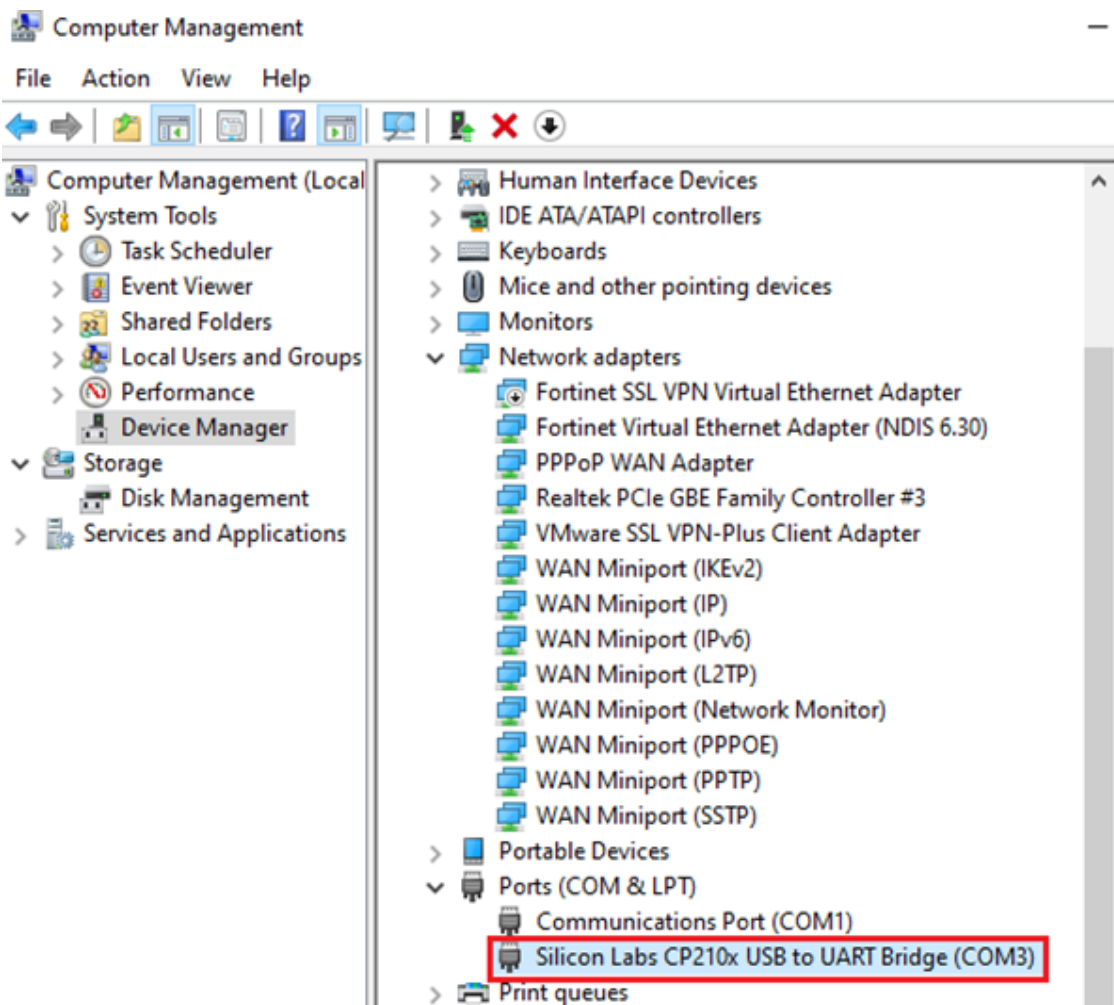 Computer Management
File Action View Help
Computer Management (Local
System Tools
Task Scheduler
Event Viewer
Shared Folders
Local Users and Groups
Performance
Device Manager
Storage
Disk Management
Services and Applications
Human Interface Devices
IDE ATA/ATAPI controllers
Keyboards
Mice and other pointing devices
Monitors
Network adapters
Fortinet SSL VPN Virtual Ethernet Adapter
Fortinet Virtual Ethernet Adapter (NDIS 6.30)
PPPoP WAN Adapter
Realtek PCIe GBE Family Controller #3
VMware SSL VPN-Plus Client Adapter
WAN Miniport (IKEv2)
WAN Miniport (IP)
WAN Miniport (IPv6)
WAN Miniport (L2TP)
WAN Miniport (Network Monitor)
WAN Miniport (PPPOE)
WAN Miniport (PPTP)
WAN Miniport (SSTP)
Portable Devices
Ports (COM & LPT)
Communications Port (COM1)
Silicon Labs CP210x USB to UART Bridge (COM3)
Print queues